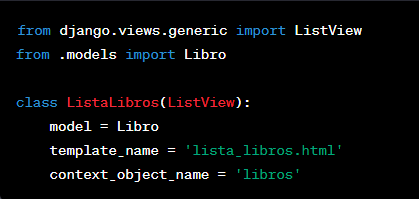 from django.views.generic import ListView
from .models import Libro

class ListaLibros(ListView):
    model = Libro
    template_name = 'lista_libros.html'
    context_object_name = 'libros'